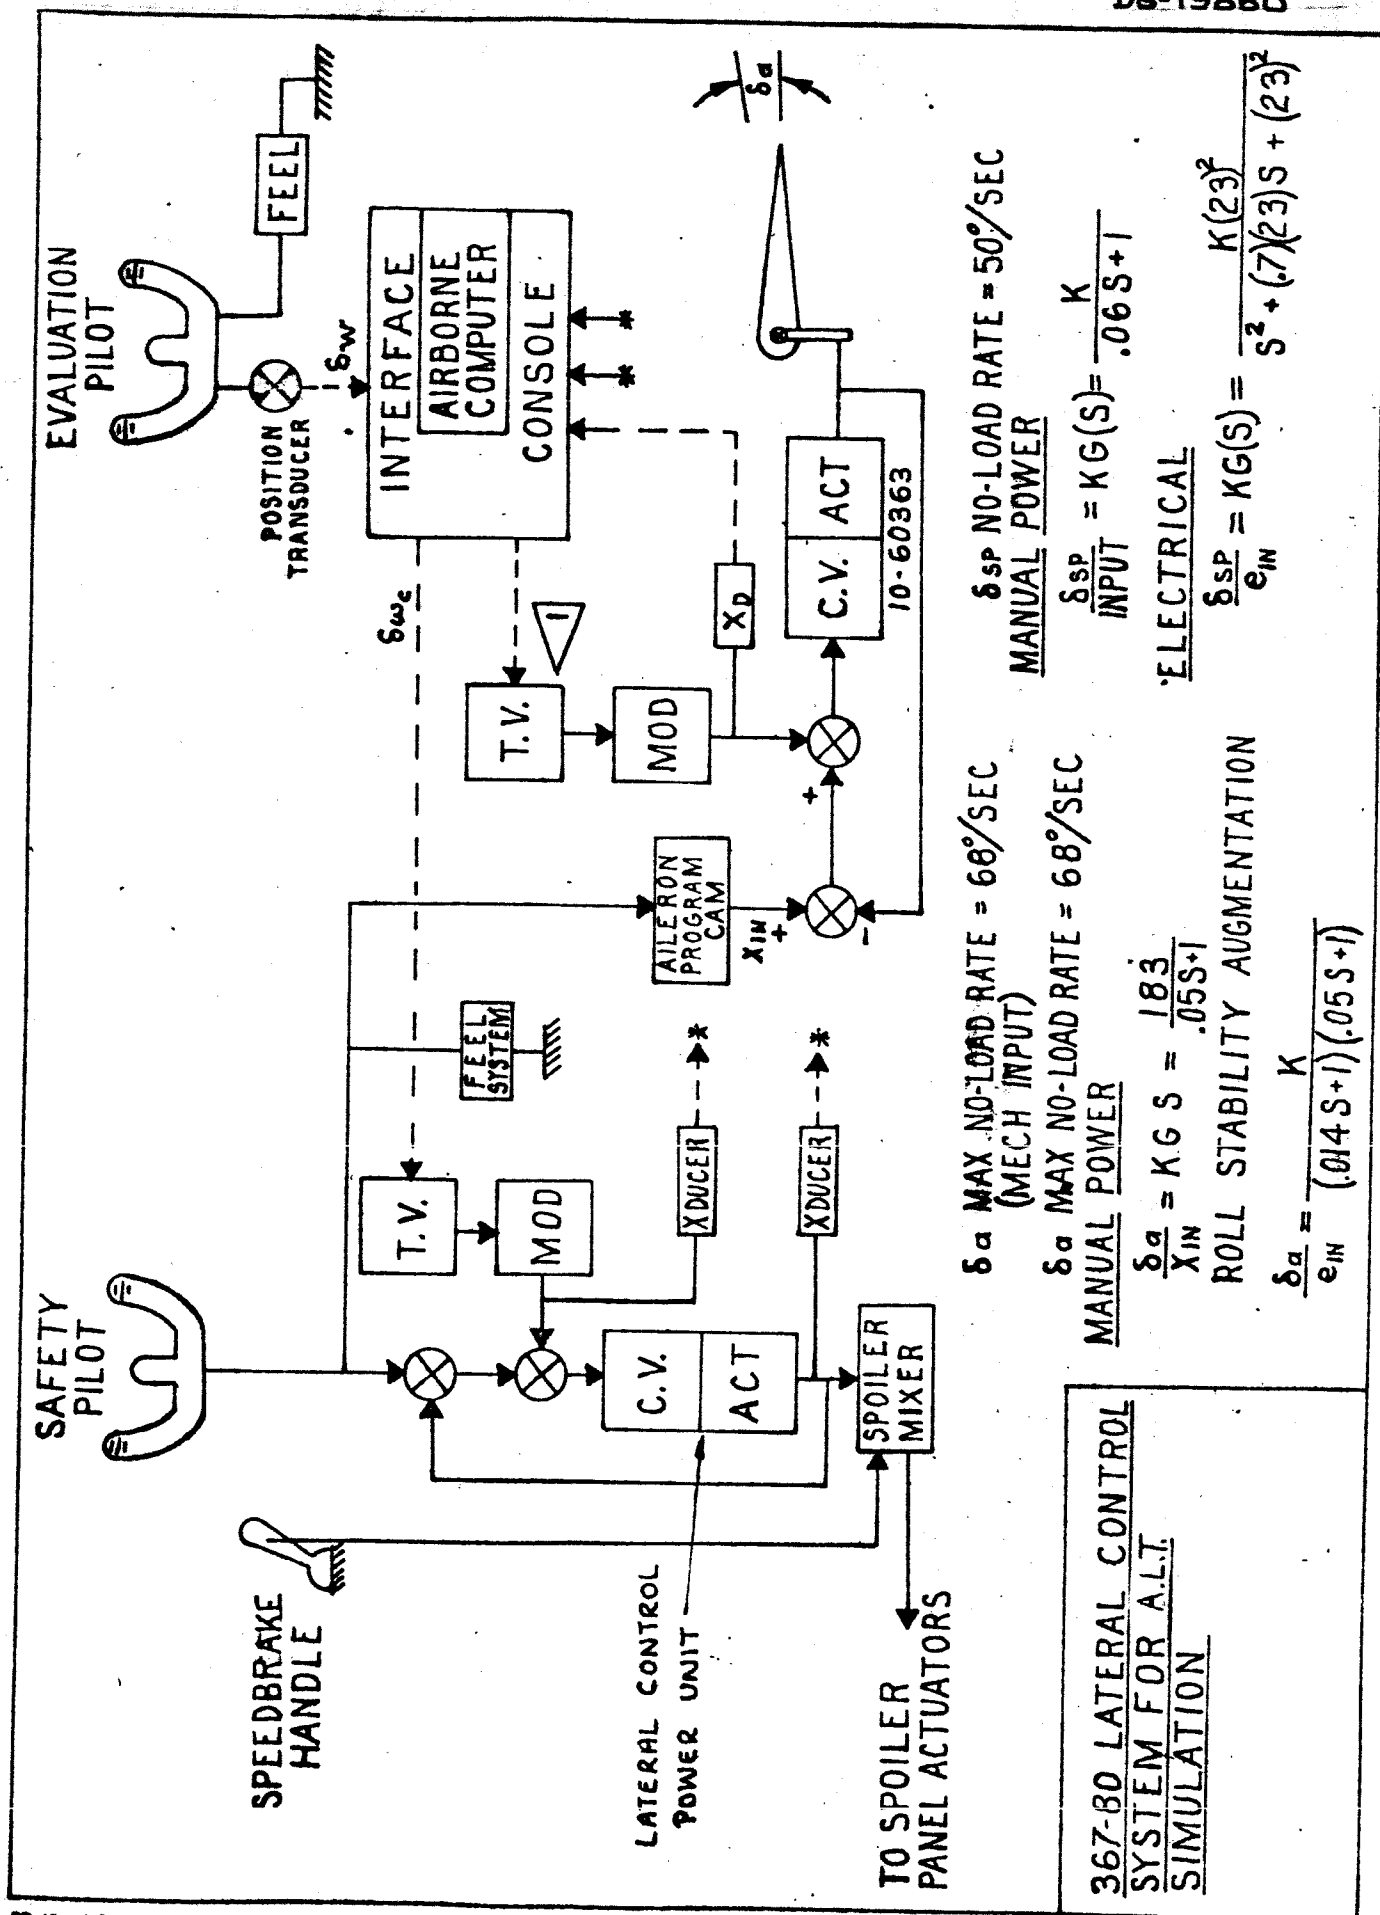 SAFETY
PILOT
EVALUATION
PILOT
SPEEDBRAKE
HANDLE
FEEL
POSITION
TRANSDUCER
δw
INTERFACE
AIRBORNE
COMPUTER
CONSOLE
*
*
δωc
T.V.
MOD
FEEL
SYSTEM
T.V.
1
MOD
XD
XDUCER
*
XDUCER
*
AILERON
PROGRAM
CAM
XIN
+
-
+
C.V.
ACT
10-60363
δa
C.V.
ACT
LATERAL CONTROL
POWER UNIT
SPOILER
MIXER
TO SPOILER
PANEL ACTUATORS
δa MAX NO-LOAD RATE = 68°/SEC
(MECH INPUT)
δa MAX NO-LOAD RATE = 68°/SEC
MANUAL POWER
δa/XIN = KG S = 183/.05S+1
ROLL STABILITY AUGMENTATION
δa/eIN = K/(.014S+1)(.05S+1)
δSP NO-LOAD RATE = 50°/SEC
MANUAL POWER
δSP/INPUT = KG(S) = K/.06S+1
ELECTRICAL
δSP/eIN = KG(S) = K(23)²/S² + (.7)(23)S + (23)²
367-80 LATERAL CONTROL
SYSTEM FOR A.L.T.
SIMULATION